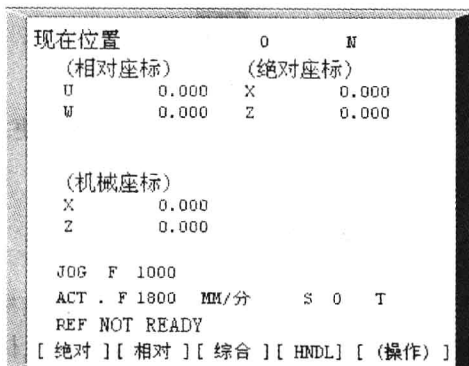 现在位置 O N
(相对座标) (绝对座标)
U 0.000 X 0.000
W 0.000 Z 0.000
(机械座标)
X 0.000
Z 0.000
JOG F 1000
ACT . F 1800 MM/分 S 0 T
REF NOT READY
[ 绝对 ][ 相对 ][ 综合 ][ HNDL] [ (操作) ]